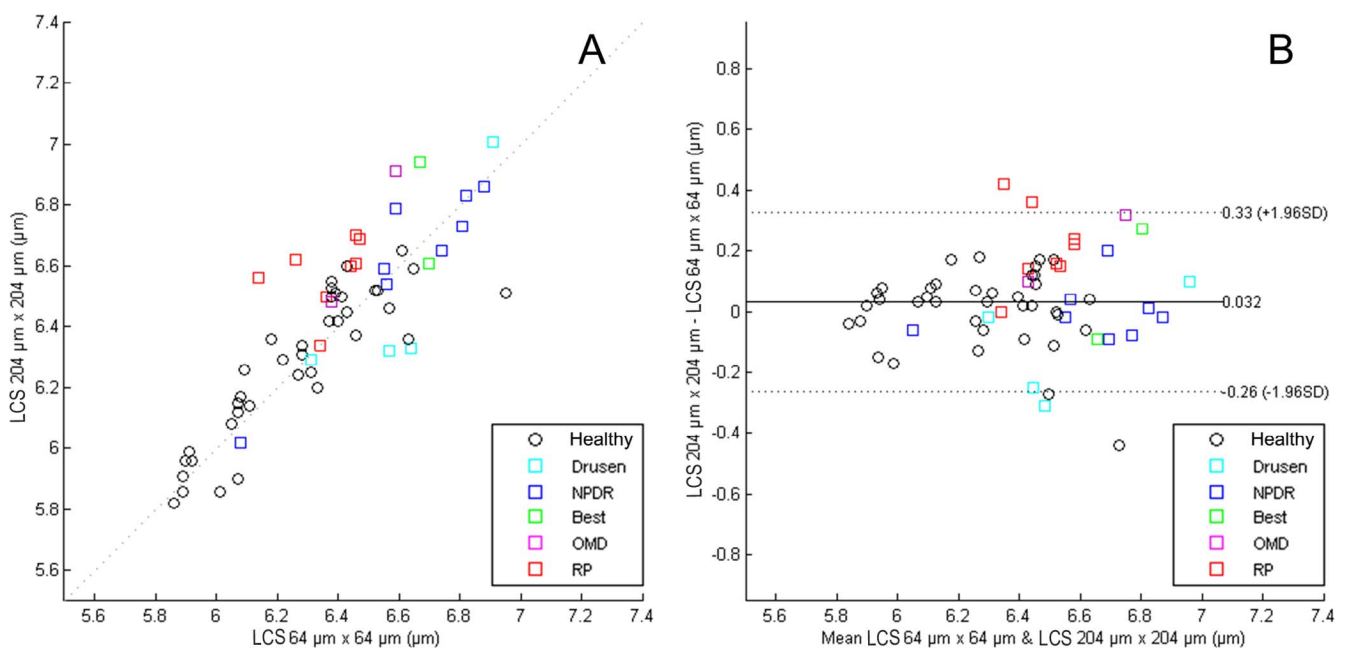 A
7.4
7.2
7
6.8
6.6
6.4
6.2
6
5.8
5.6
LCS 204 µm x 204 µm (µm)
Healthy
Drusen
NPDR
Best
OMD
RP
5.6 5.8 6 6.2 6.4 6.6 6.8 7 7.2 7.4
LCS 64 µm x 64 µm (µm)
B
0.8
0.6
0.4
0.2
0
-0.2
-0.4
-0.6
-0.8
LCS 204 µm x 204 µm - LCS 64 µm x 64 µm (µm)
0.33 (+1.96SD)
0.032
-0.26 (-1.96SD)
Healthy
Drusen
NPDR
Best
OMD
RP
5.6 5.8 6 6.2 6.4 6.6 6.8 7 7.2 7.4
Mean LCS 64 µm x 64 µm & LCS 204 µm x 204 µm (µm)